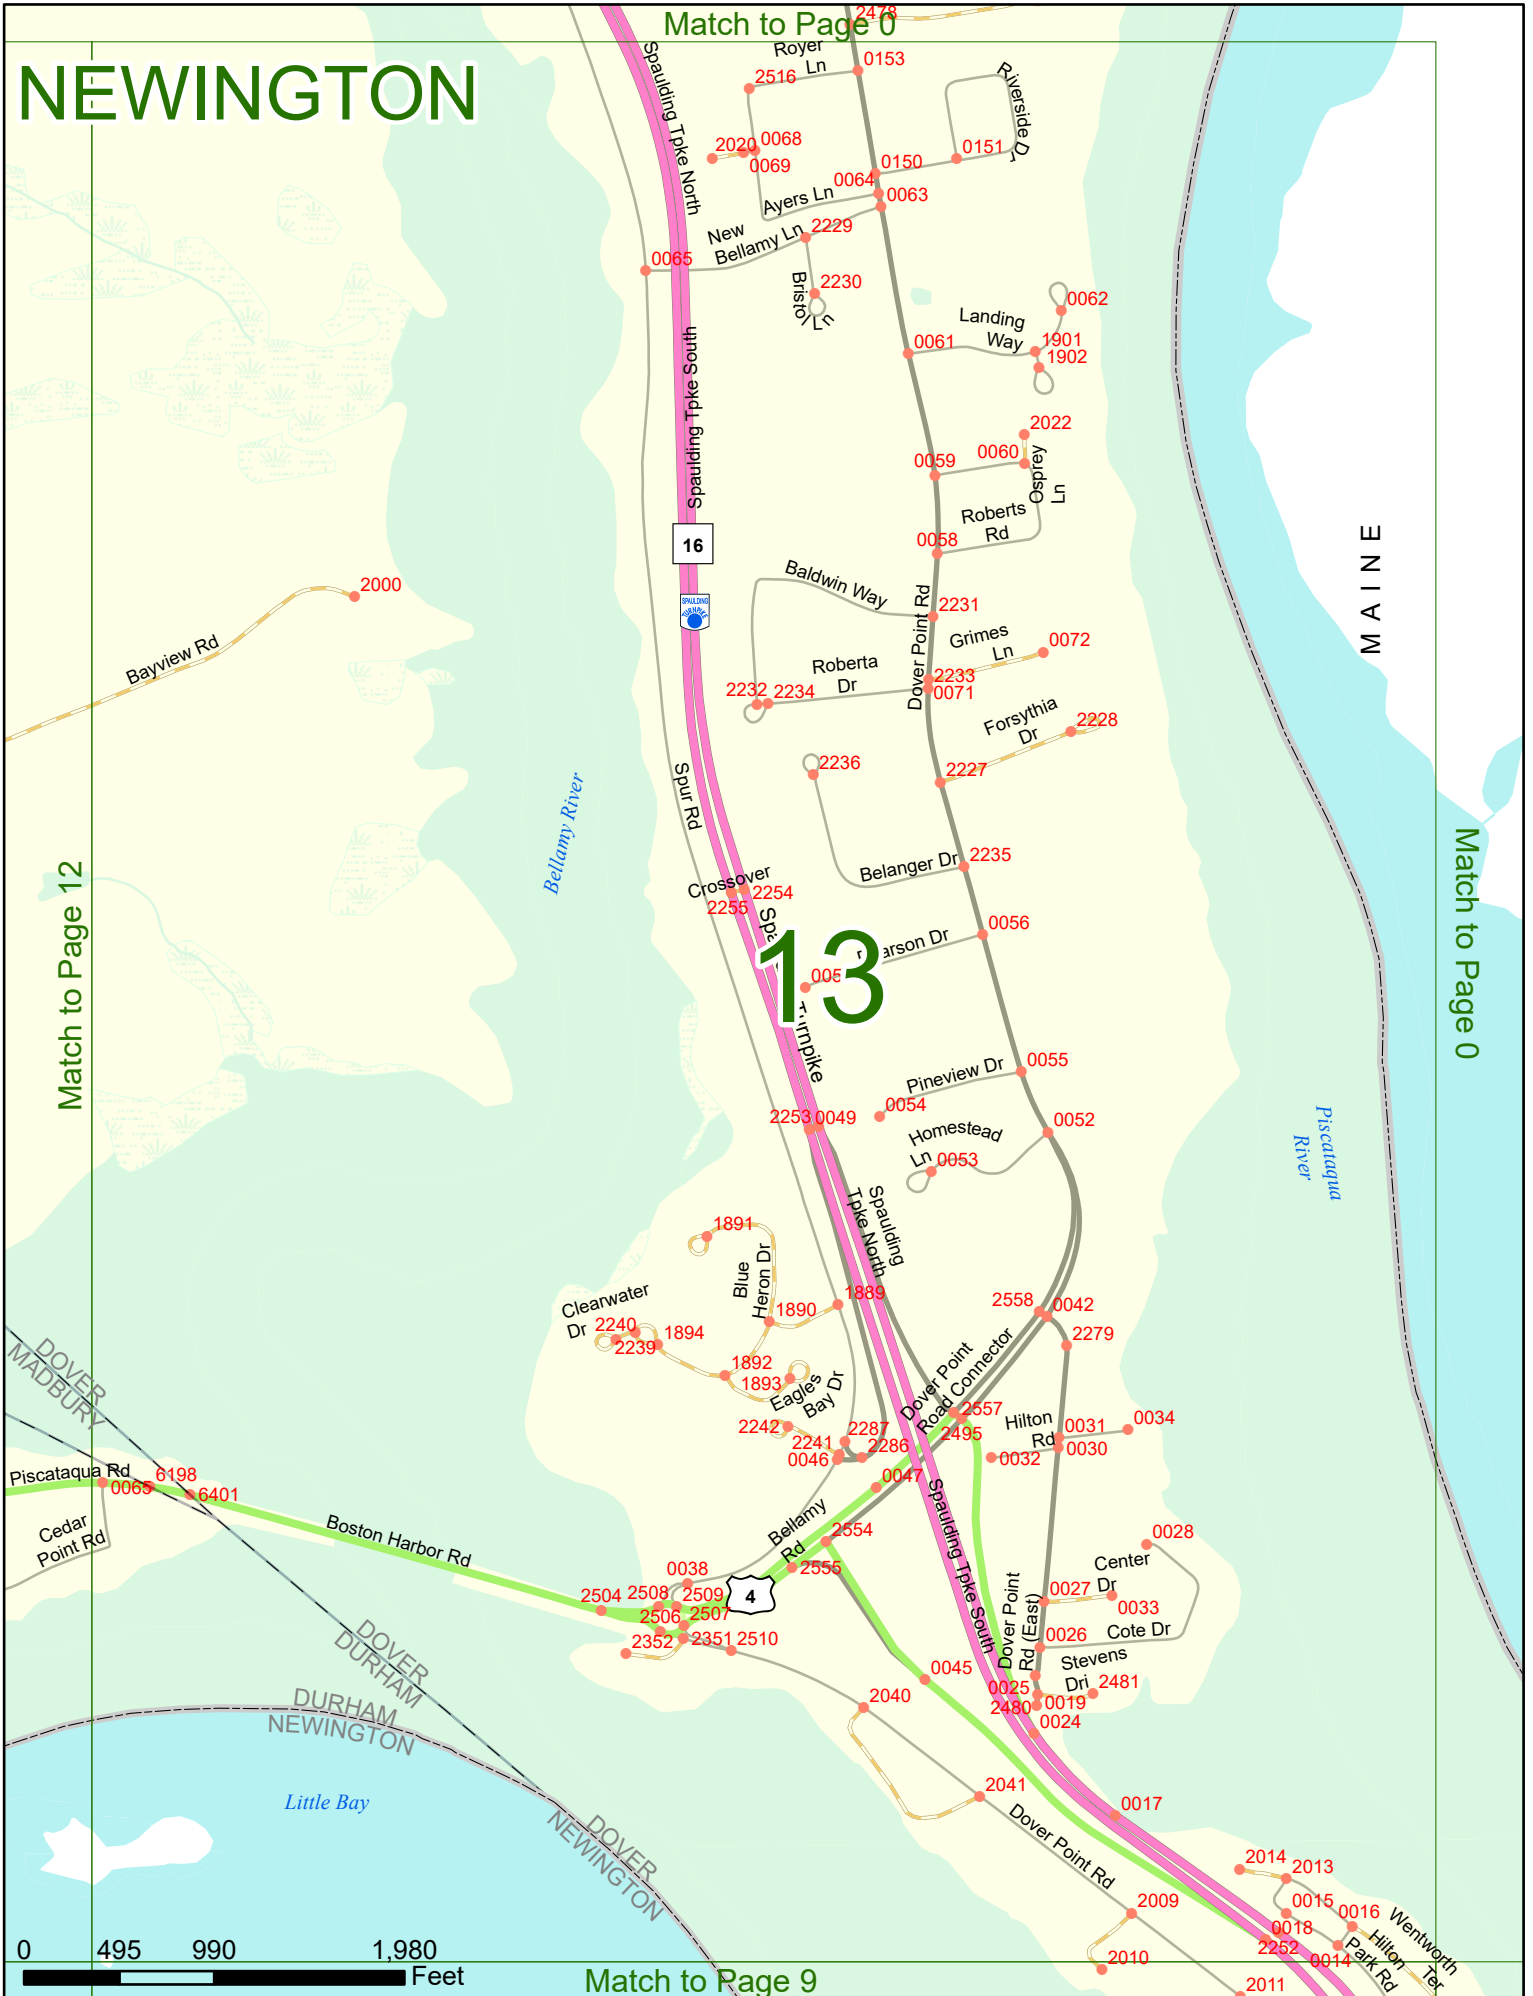 Match to Page 0
NEWINGTON
2478
Royer
Ln
0153
2516
Riverside Dr
Spaulding Tpke North
2020
0068
0069
0151
0150
0064
0063
Ayers Ln
New
Bellamy Ln
2229
0065
2230
Bristol Ln
0062
Landing
Way
0061
1901
1902
Spaulding Tpke South
2022
0059
0060
Osprey
Ln
Roberts
Rd
0058
16
MAINE
SPAULDING
TURNPIKE
2000
Bayview Rd
Baldwin Way
2231
Dover Point Rd
Grimes
Ln
0072
Roberta
Dr
2233
0071
2232
2234
Forsythia
Dr
2228
2227
2236
Spur Rd
Bellamy River
Belanger Dr
2235
Crossover
2254
2255
Match to Page 12
Match to Page 0
0056
13
Pineview Dr
0055
0054
2253
0049
0052
Homestead
Ln
0053
Piscataqua
River
Spaulding
Tpke North
1891
Blue
Heron Dr
1889
1890
Clearwater
Dr
2240
2239
1894
1892
1893
Eagles
Bay Dr
2558
0042
2279
Dover Point
Road Connector
2557
2495
Hilton
Rd
0031
0034
0030
0032
2242
2241
0046
2287
2286
0047
DOVER
MADBURY
Piscataqua Rd
0065
6198
6401
Cedar
Point Rd
Boston Harbor Rd
Bellamy
Rd
2554
2555
0038
4
2504
2508
2509
2506
2507
2352
2351
2510
Spaulding Tpke South
0028
Center
Dr
0027
0033
Dover Point
Rd (East)
0026
Cote Dr
Stevens
Dri
2481
0025
2480
0019
0024
0045
2040
DOVER
DURHAM
DURHAM
NEWINGTON
2041
0017
Little Bay
DOVER
NEWINGTON
Dover Point Rd
2014
2013
0015
0016
2009
0018
2252
0014
2010
2011
Wentworth
Ter
Hilton
Park Rd
0 495 990 1,980
Feet
Match to Page 9